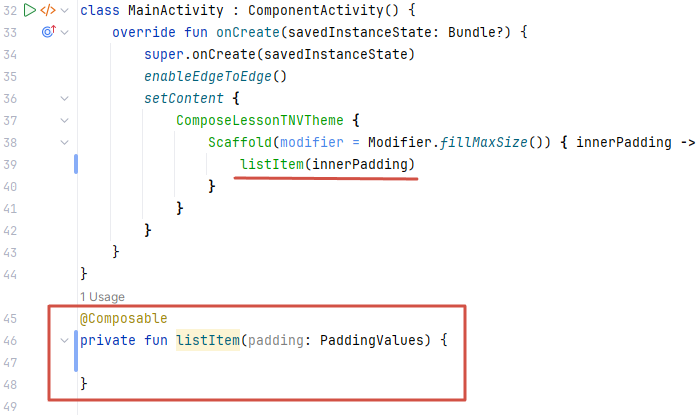 32 class MainActivity : ComponentActivity() {
33 override fun onCreate(savedInstanceState: Bundle?) {
34 super.onCreate(savedInstanceState)
35 enableEdgeToEdge()
36 setContent {
37 ComposeLessonTNVTheme {
38 Scaffold(modifier = Modifier.fillMaxSize()) { innerPadding ->
39 listItem(innerPadding)
40 }
41 }
42 }
43 }
44 }
1 Usage
45 @Composable
46 private fun listItem(padding: PaddingValues) {
47
48 }
49